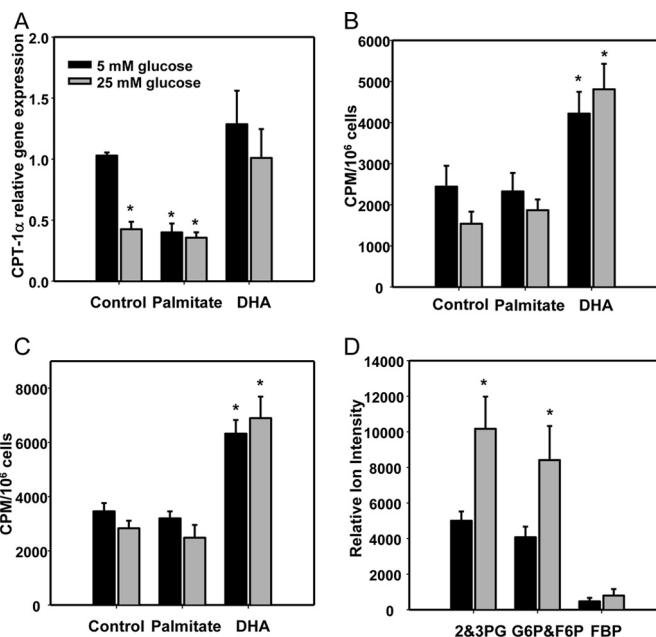 A
CPT-1α relative gene expression
2.0
1.5
1.0
0.5
0.0
5 mM glucose
25 mM glucose
*
*
*
Control Palmitate DHA
B
CPM/10⁶ cells
6000
5000
4000
3000
2000
1000
0
*
*
Control Palmitate DHA
C
CPM/10⁶ cells
8000
6000
4000
2000
0
*
*
Control Palmitate DHA
D
Relative Ion Intensity
14000
12000
10000
8000
6000
4000
2000
0
*
*
2&3PG G6P&F6P FBP